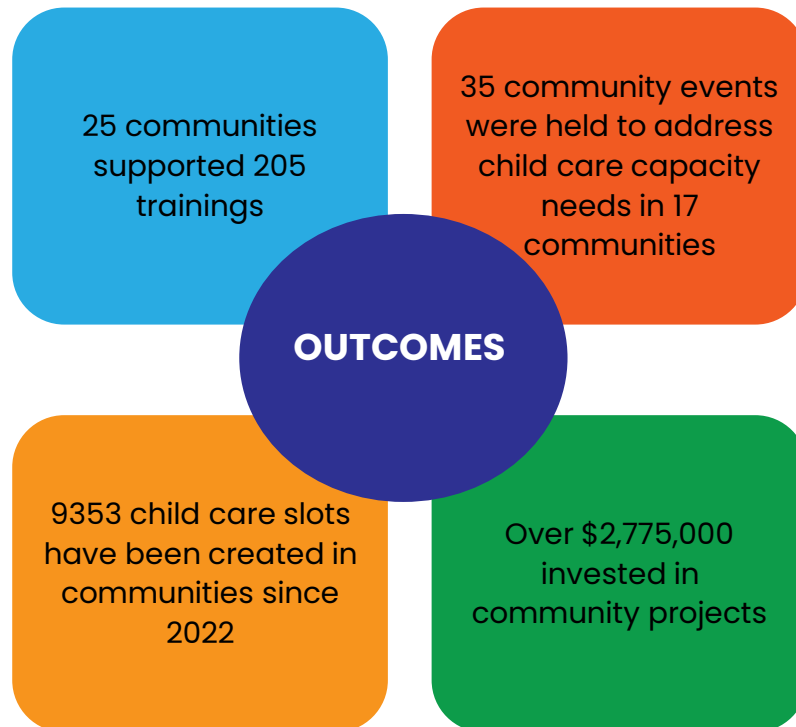 25 communities
supported 205
trainings
35 community events
were held to address
child care capacity
needs in 17
communities
OUTCOMES
9353 child care slots
have been created in
communities since
2022
Over $2,775,000
invested in
community projects